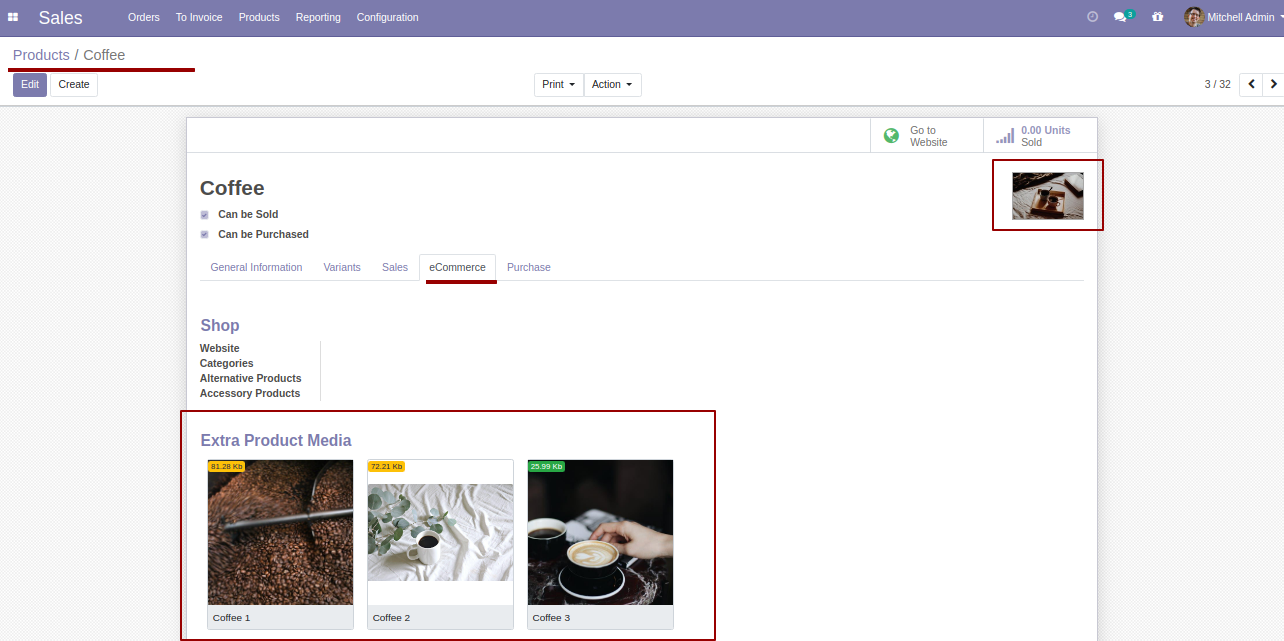 Sales
Orders
To Invoice
Products
Reporting
Configuration
3
Mitchell Admin
Products / Coffee
Edit
Create
Print
Action
3 / 32
Go to
Website
0.00 Units
Sold
Coffee
Can be Sold
Can be Purchased
General Information
Variants
Sales
eCommerce
Purchase
Shop
Website
Categories
Alternative Products
Accessory Products
Extra Product Media
81.28 Kb
72.21 Kb
25.99 Kb
Coffee 1
Coffee 2
Coffee 3